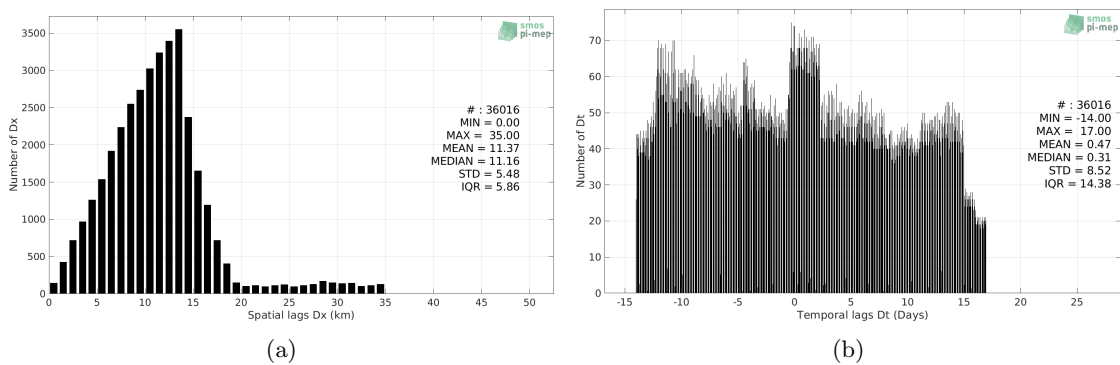 smos
pi-mep
3500
3000
2500
2000
1500
1000
500
0
Number of Dx
# : 36016
MIN = 0.00
MAX = 35.00
MEAN = 11.37
MEDIAN = 11.16
STD = 5.48
IQR = 5.86
0 5 10 15 20 25 30 35 40 45 50
Spatial lags Dx (km)
(a)
smos
pi-mep
70
60
50
40
30
20
10
0
Number of Dt
# : 36016
MIN = -14.00
MAX = 17.00
MEAN = 0.47
MEDIAN = 0.31
STD = 8.52
IQR = 14.38
-15 -10 -5 0 5 10 15 20 25
Temporal lags Dt (Days)
(b)